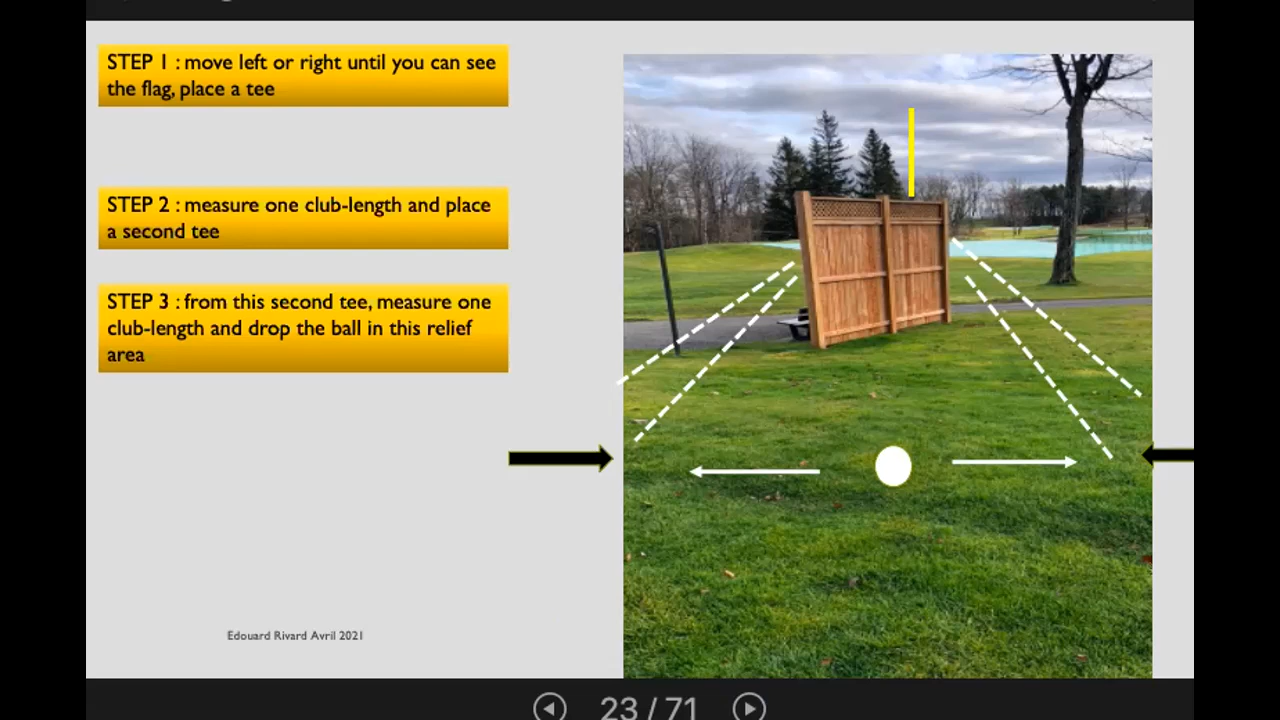 STEP 1 : move left or right until you can see
the flag, place a tee
STEP 2 : measure one club-length and place
a second tee
STEP 3 : from this second tee, measure one
club-length and drop the ball in this relief
area
Edouard Rivard Avril 2021
23 / 71